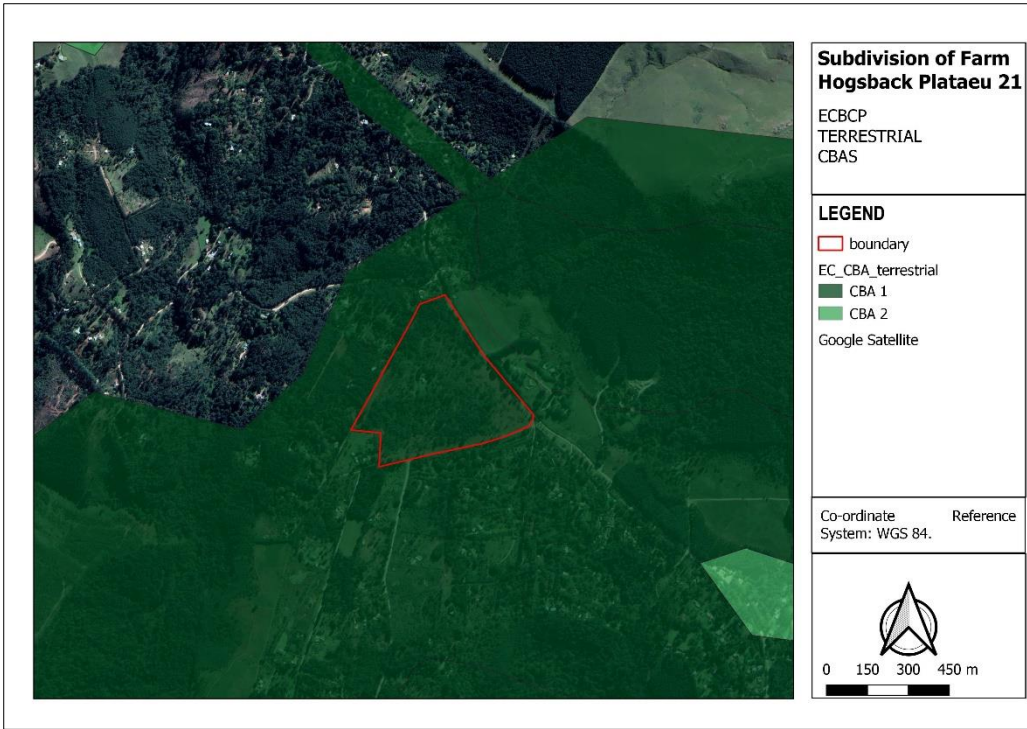 Subdivision of Farm
Hogsback Plataeu 21
ECBCP
TERRESTRIAL
CBAS
LEGEND
boundary
EC_CBA_terrestrial
CBA 1
CBA 2
Google Satellite
Co-ordinate Reference
System: WGS 84.
0 150 300 450 m